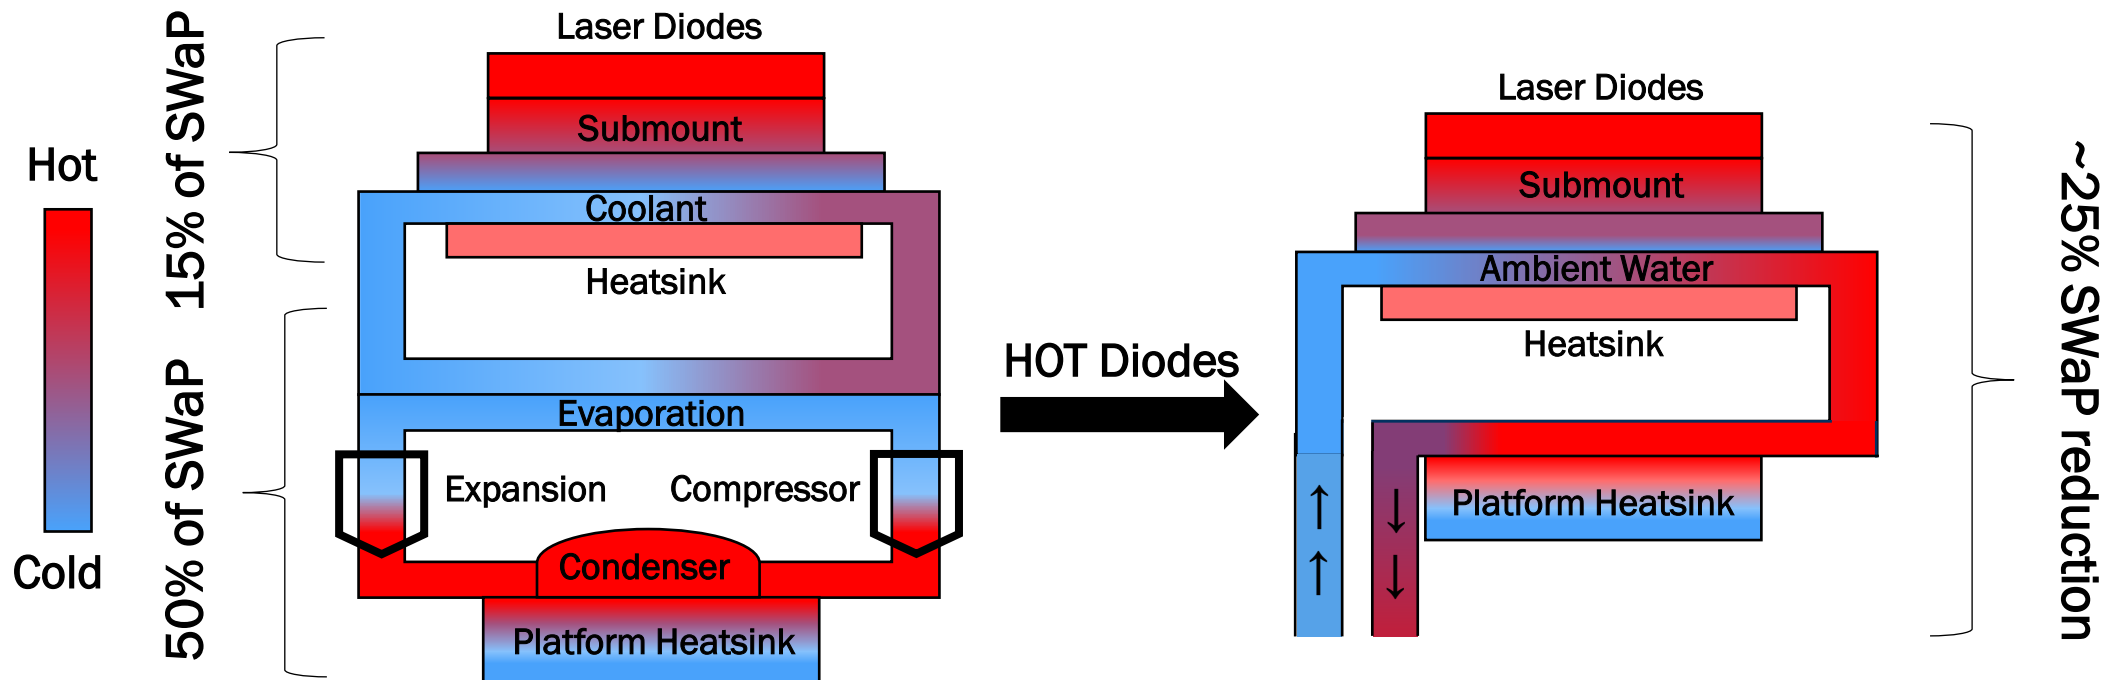 Hot
Cold
15% of SWaP
50% of SWaP
Laser Diodes
Submount
Coolant
Heatsink
Evaporation
Expansion
Compressor
Condenser
Platform Heatsink
HOT Diodes
Laser Diodes
Submount
Ambient Water
Heatsink
Platform Heatsink
↑ ↓
↑ ↓
~25% SWaP reduction